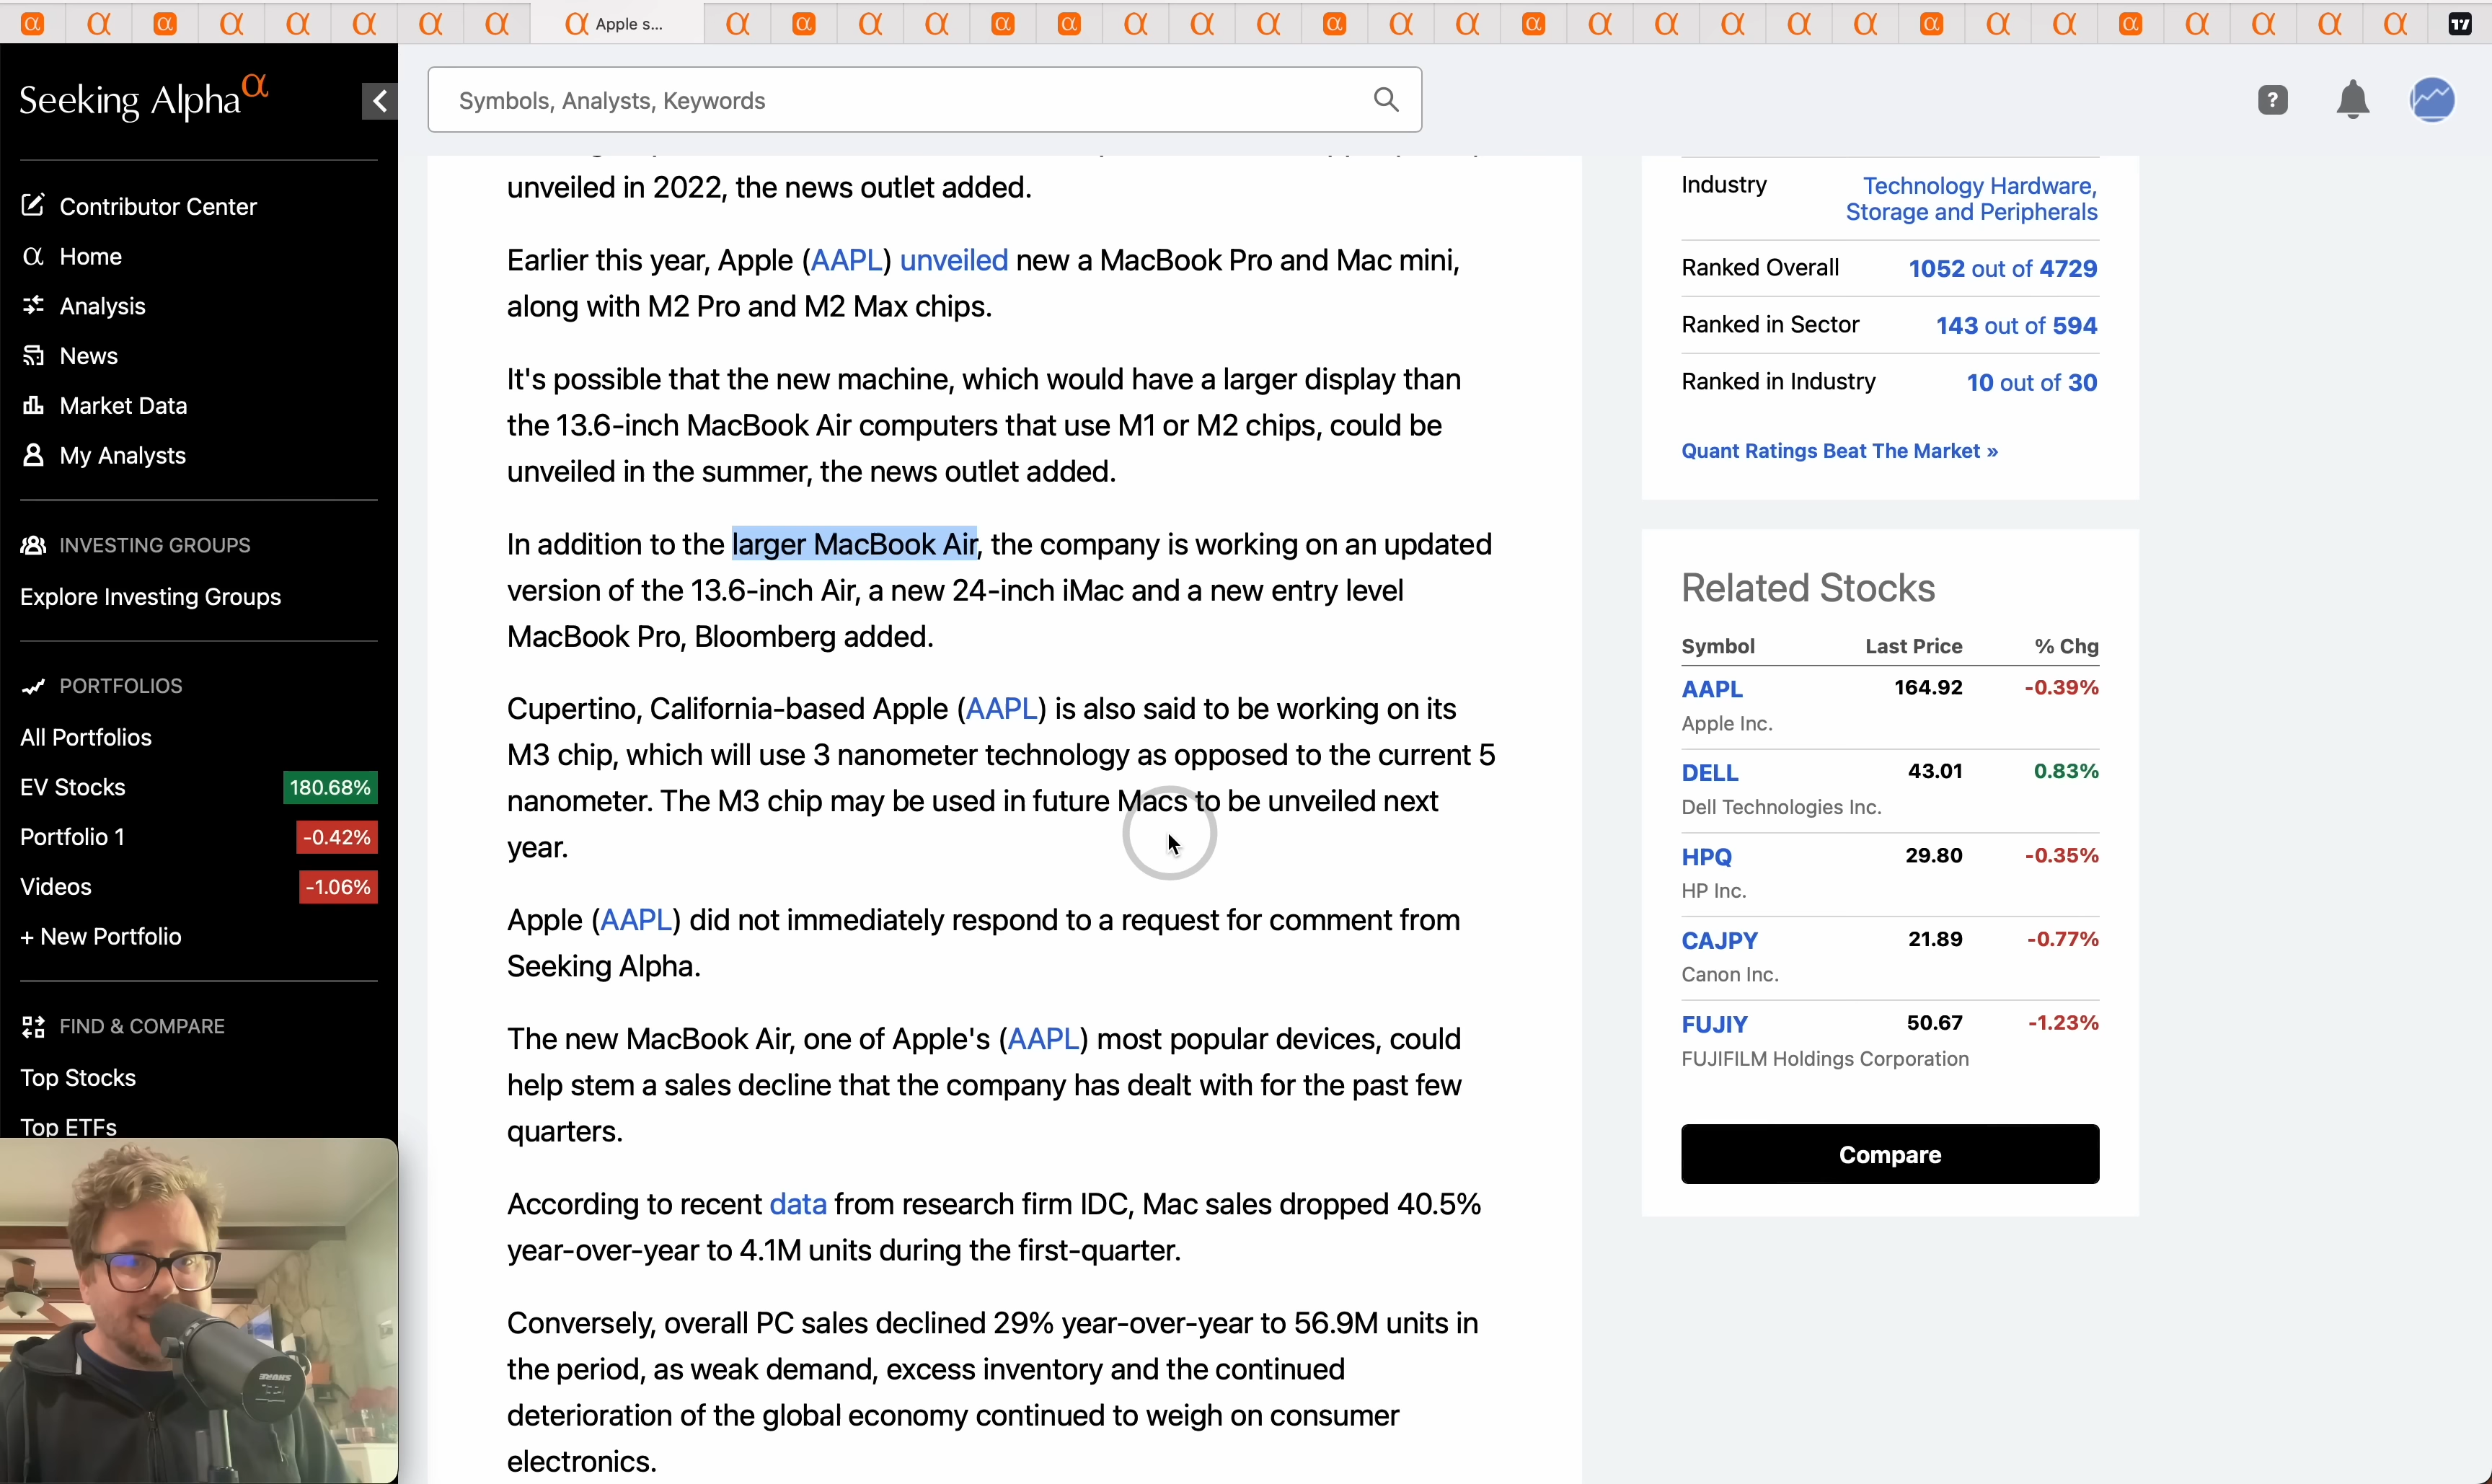 Apple s...
Seeking Alpha α
Symbols, Analysts, Keywords
?
Contributor Center
Home
Analysis
News
Market Data
My Analysts
INVESTING GROUPS
Explore Investing Groups
PORTFOLIOS
All Portfolios
EV Stocks 180.68%
Portfolio 1 -0.42%
Videos -1.06%
+ New Portfolio
FIND & COMPARE
Top Stocks
Top ETFs
unveiled in 2022, the news outlet added.
Earlier this year, Apple (AAPL) unveiled new a MacBook Pro and Mac mini,
along with M2 Pro and M2 Max chips.
It's possible that the new machine, which would have a larger display than
the 13.6-inch MacBook Air computers that use M1 or M2 chips, could be
unveiled in the summer, the news outlet added.
In addition to the larger MacBook Air, the company is working on an updated
version of the 13.6-inch Air, a new 24-inch iMac and a new entry level
MacBook Pro, Bloomberg added.
Cupertino, California-based Apple (AAPL) is also said to be working on its
M3 chip, which will use 3 nanometer technology as opposed to the current 5
nanometer. The M3 chip may be used in future Macs to be unveiled next
year.
Apple (AAPL) did not immediately respond to a request for comment from
Seeking Alpha.
The new MacBook Air, one of Apple's (AAPL) most popular devices, could
help stem a sales decline that the company has dealt with for the past few
quarters.
According to recent data from research firm IDC, Mac sales dropped 40.5%
year-over-year to 4.1M units during the first-quarter.
Conversely, overall PC sales declined 29% year-over-year to 56.9M units in
the period, as weak demand, excess inventory and the continued
deterioration of the global economy continued to weigh on consumer
electronics.
Industry Technology Hardware,
Storage and Peripherals
Ranked Overall 1052 out of 4729
Ranked in Sector 143 out of 594
Ranked in Industry 10 out of 30
Quant Ratings Beat The Market »
Related Stocks
Symbol Last Price % Chg
AAPL 164.92 -0.39%
Apple Inc.
DELL 43.01 0.83%
Dell Technologies Inc.
HPQ 29.80 -0.35%
HP Inc.
CAJPY 21.89 -0.77%
Canon Inc.
FUJIY 50.67 -1.23%
FUJIFILM Holdings Corporation
Compare